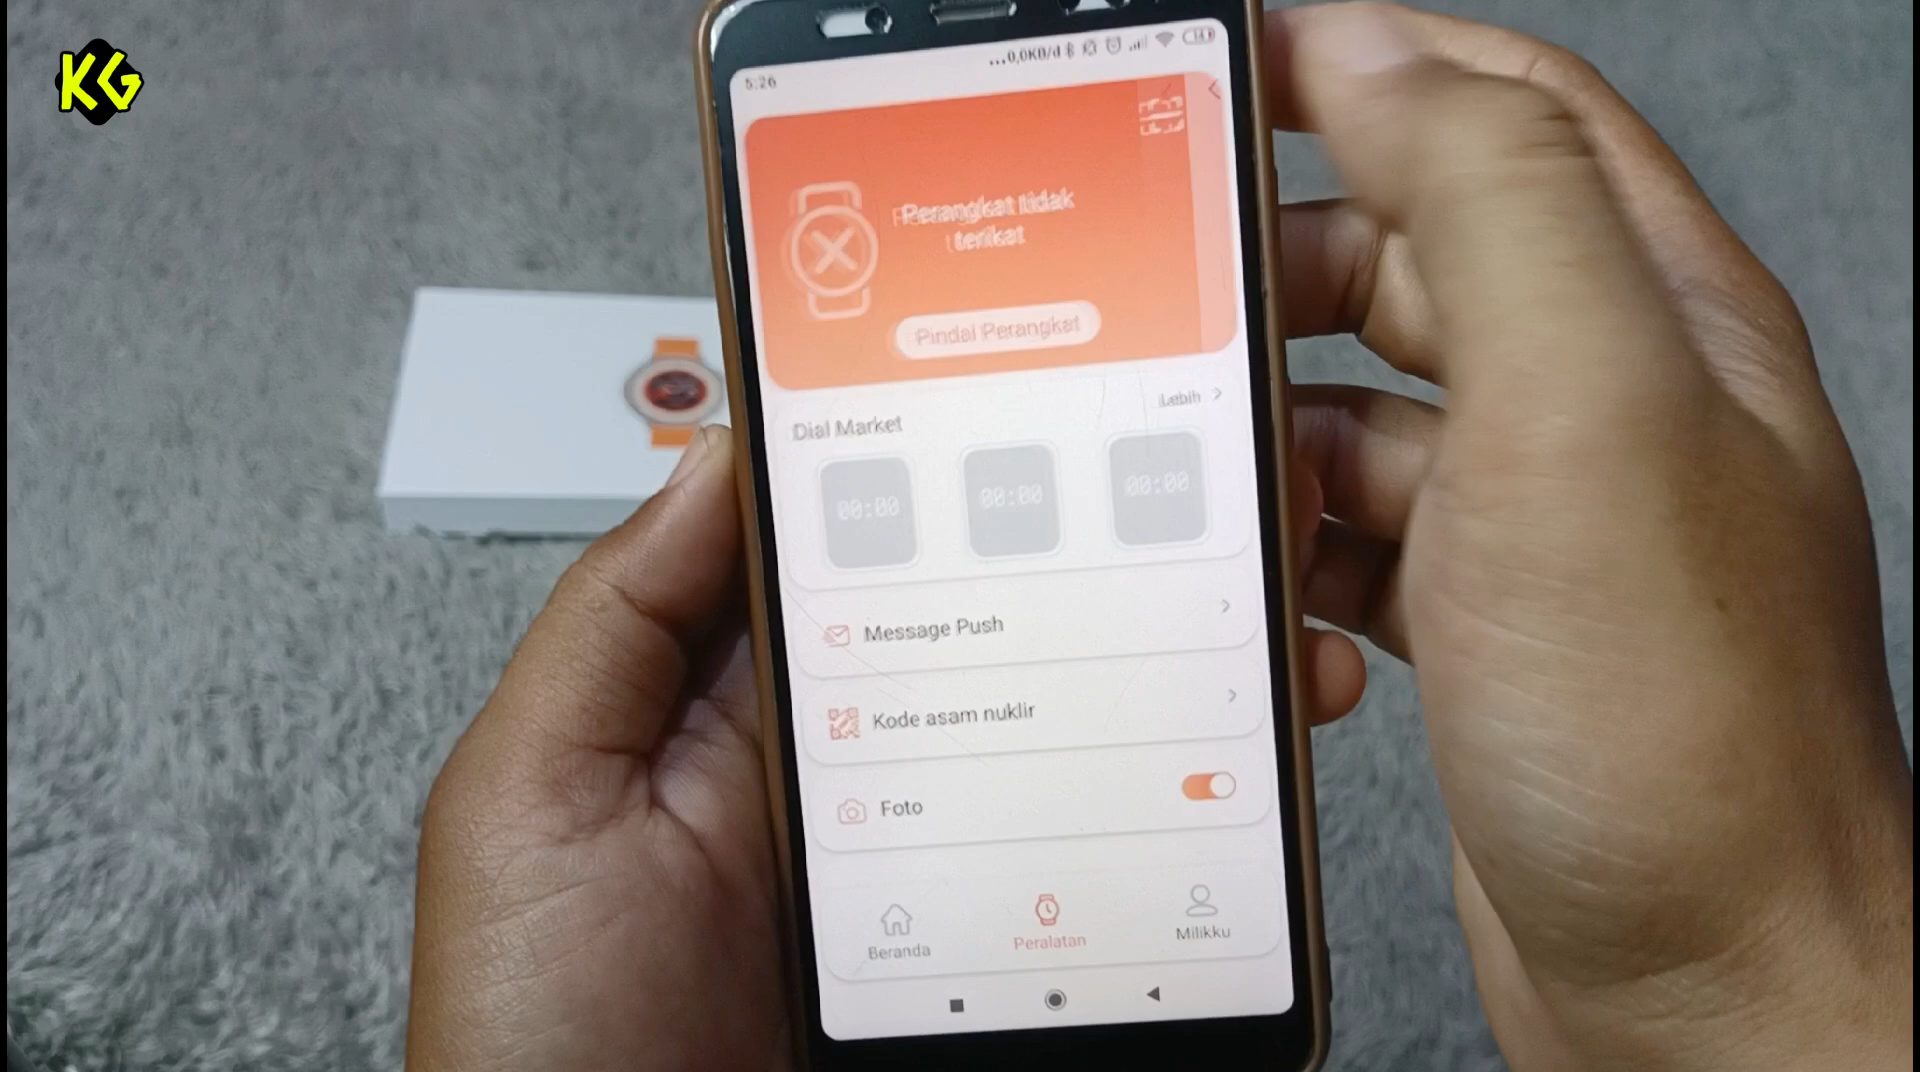 KG
5:26
...0,0KB/d
14
Perangkat tidak
terikat
Pindai Perangkat
Dial Market
Lebih
00:00
00:00
00:00
Message Push
Kode asam nuklir
Foto
Beranda
Peralatan
Milikku